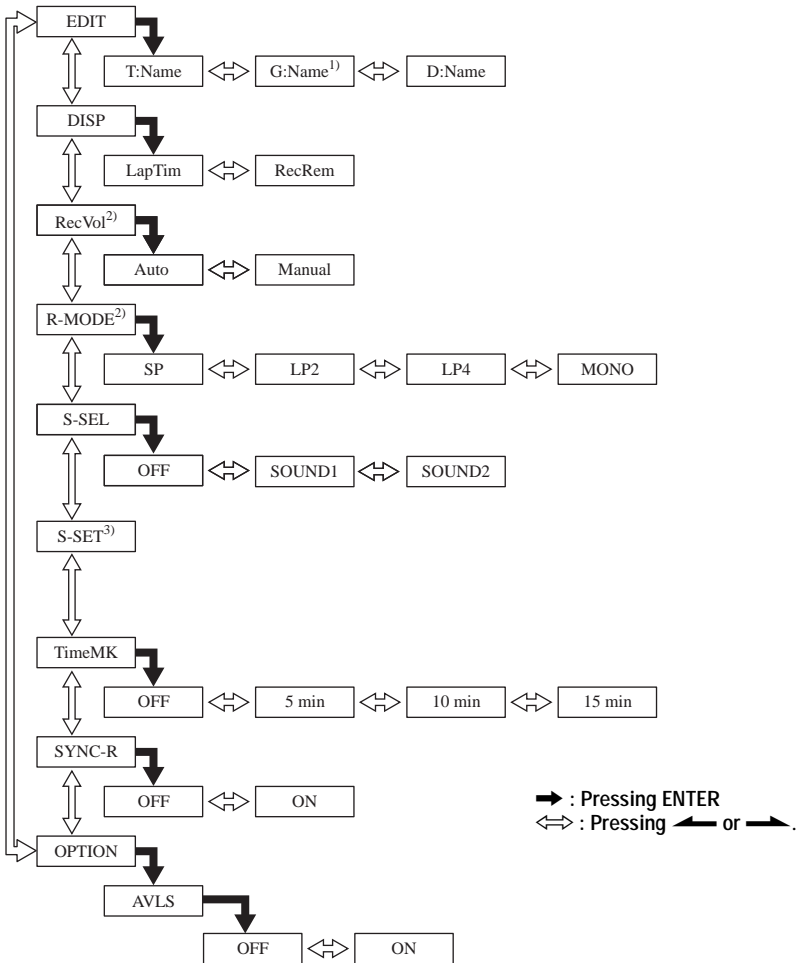 EDIT
T:Name G:Name1) D:Name
DISP
LapTim RecRem
RecVol2)
Auto Manual
R-MODE2)
SP LP2 LP4 MONO
S-SEL
OFF SOUND1 SOUND2
S-SET3)
TimeMK
OFF 5 min 10 min 15 min
SYNC-R
OFF ON
: Pressing ENTER
: Pressing or .
OPTION
AVLS
OFF ON